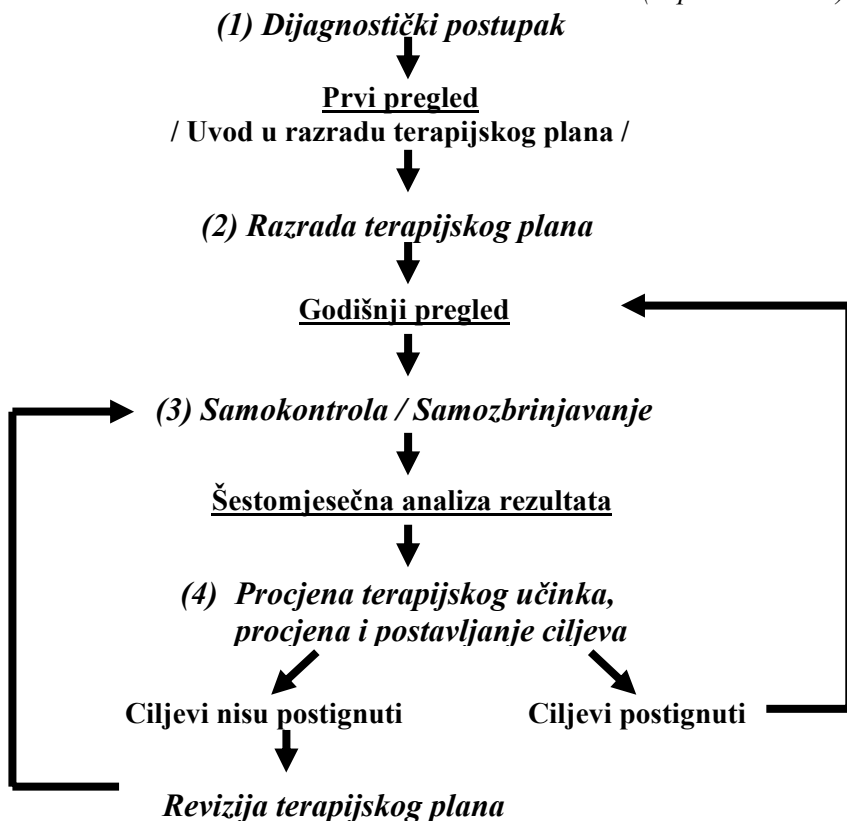 (1) Dijagnostički postupak
Prvi pregled
/ Uvod u razradu terapijskog plana /
(2) Razrada terapijskog plana
Godišnji pregled
(3) Samokontrola / Samozbrinjavanje
Šestomjesečna analiza rezultata
(4) Procjena terapijskog učinka,
procjena i postavljanje ciljeva
Ciljevi nisu postignuti Ciljevi postignuti
Revizija terapijskog plana